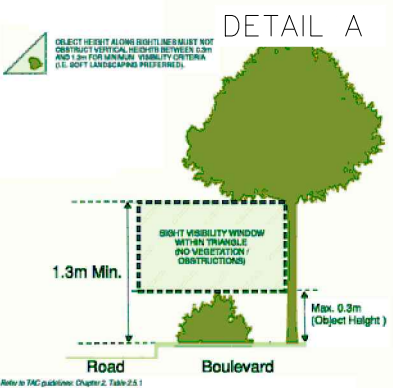 DETAIL A
OBJECT HEIGHT ALONG SIGHTLINE MUST NOT
OBSTRUCT VERTICAL HEIGHTS BETWEEN 0.3m
AND 1.3m FOR MINIMUM VISIBILITY CRITERIA
(I.E. SOFT LANDSCAPING PREFERRED).
SIGHT VISIBILITY WINDOW
WITHIN TRIANGLE
(NO VEGETATION /
OBSTRUCTIONS)
1.3m Min.
Max. 0.3m
(Object Height )
Road
Boulevard
Refer to TAC guidelines: Chapter 2, Table 2.5.1